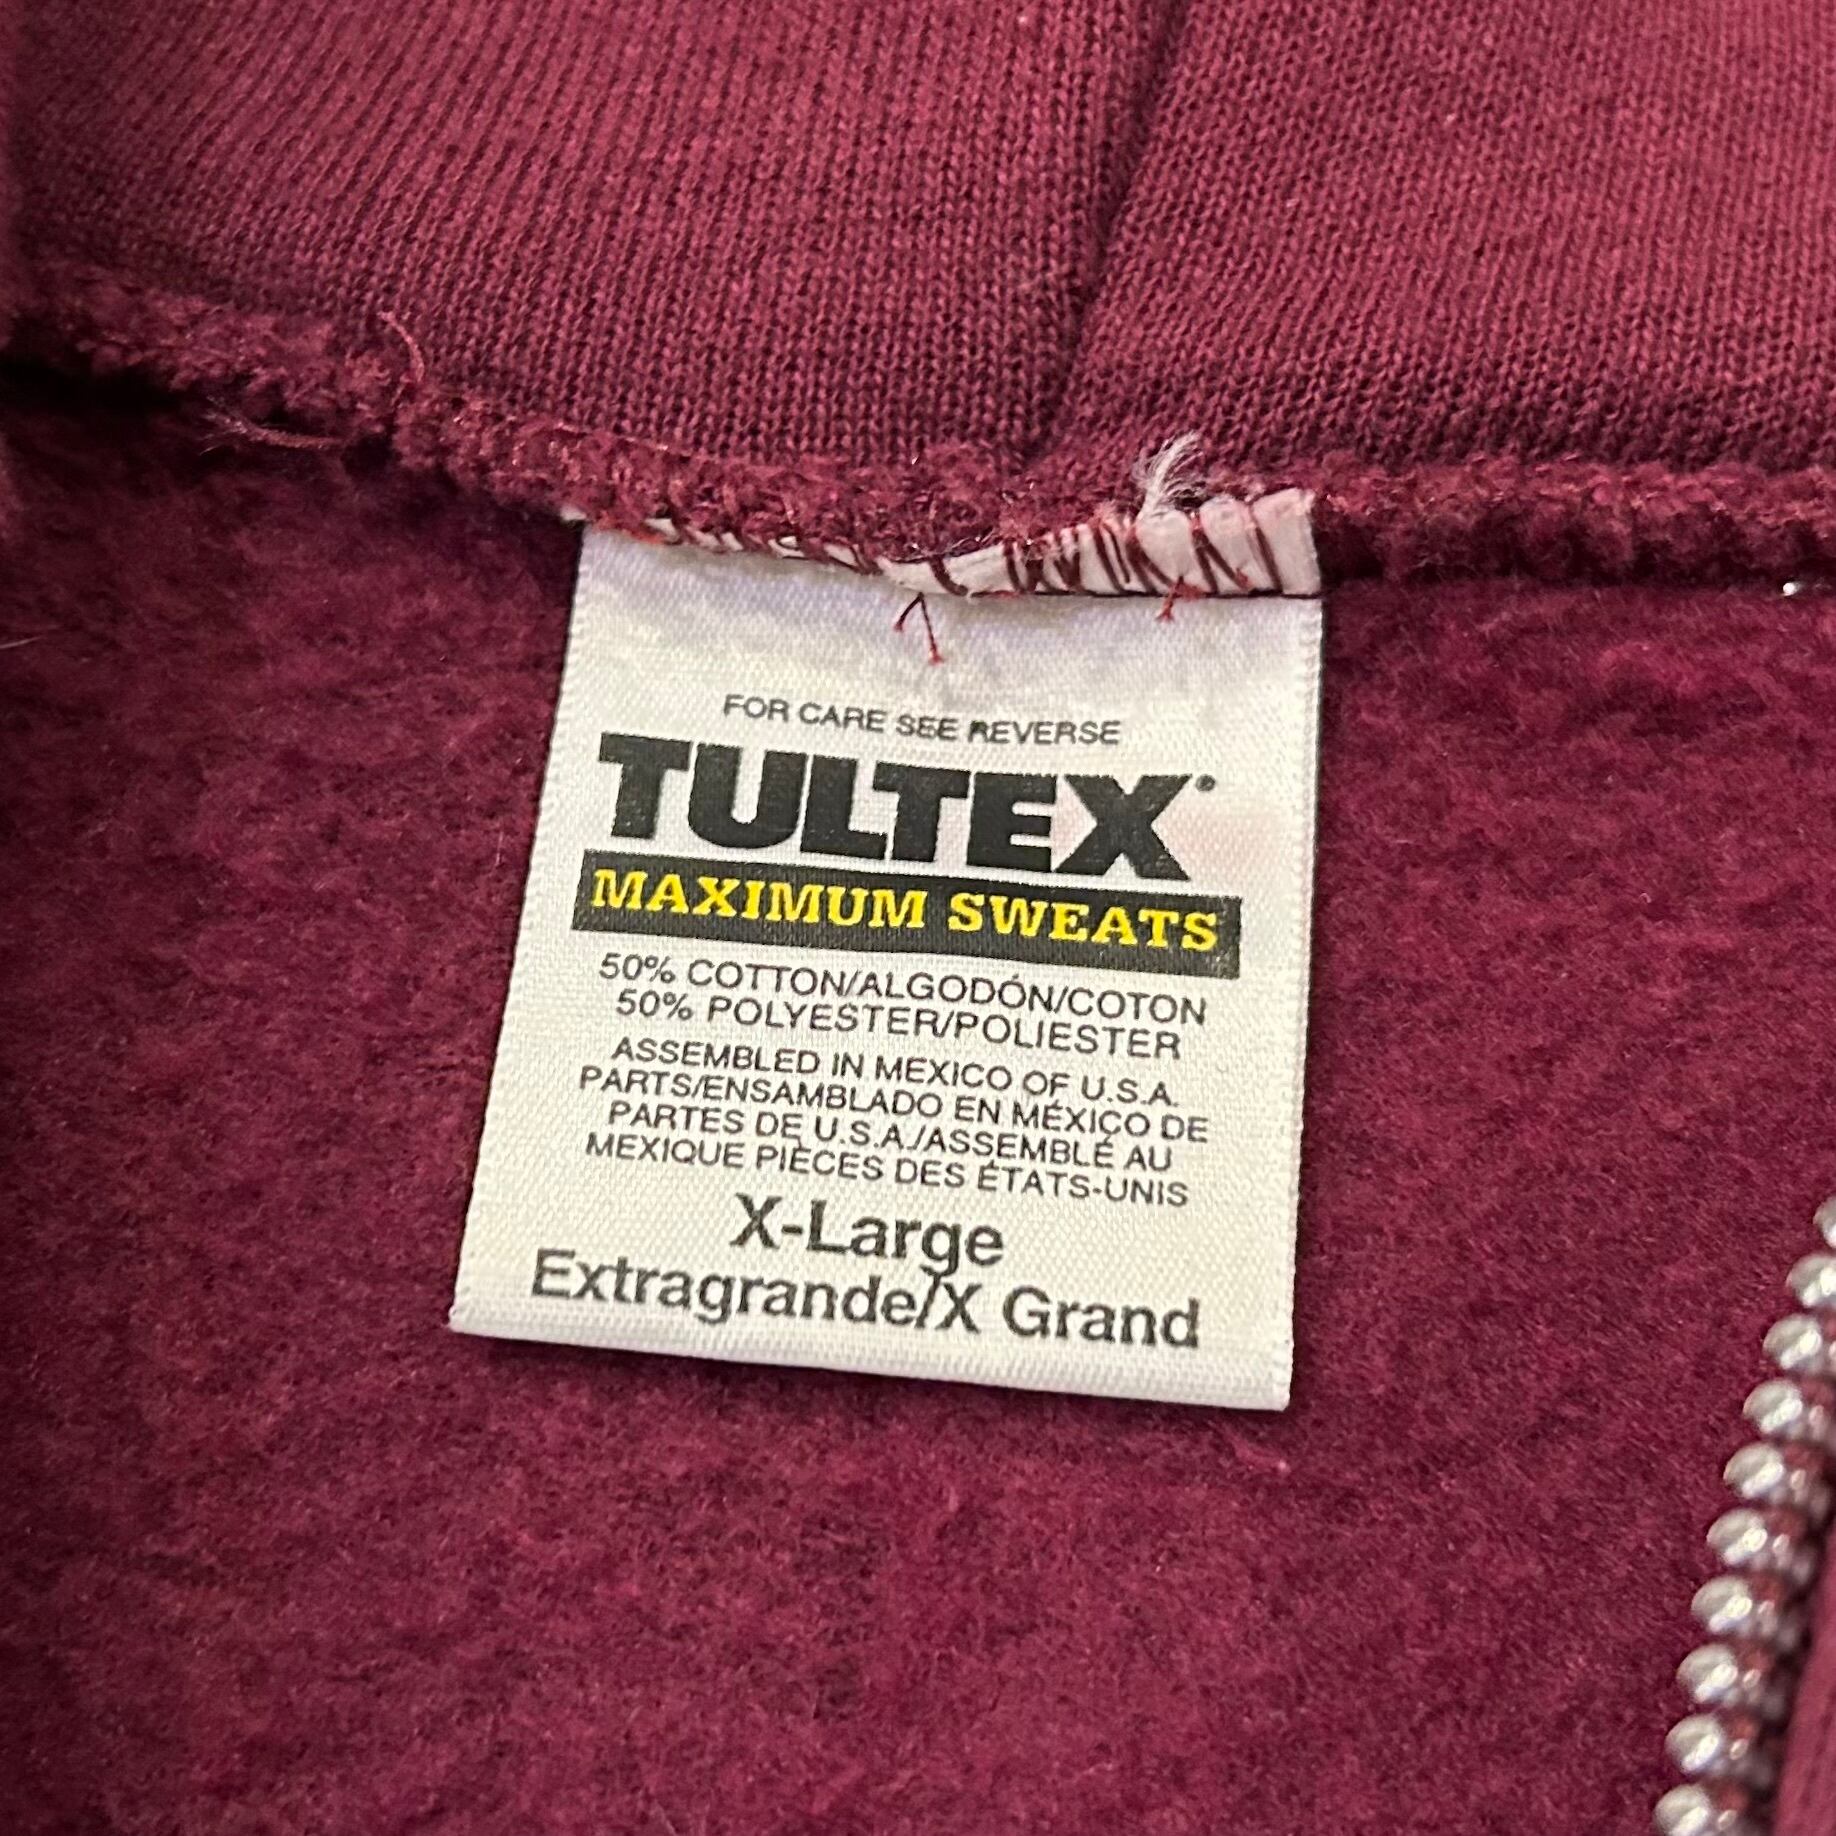 FOR CARE SEE REVERSE
TULTEX
MAXIMUM SWEATS
50% COTTON/ALGODÓN/COTON
50% POLYESTER/POLIESTER
ASSEMBLED IN MEXICO OF U.S.A.
PARTS/ENSAMBLADO EN MÉXICO DE
PARTES DE U.S.A./ASSEMBLÉ AU
MEXIQUE PIÈCES DES ÉTATS-UNIS
X-Large
Extragrande/X Grand